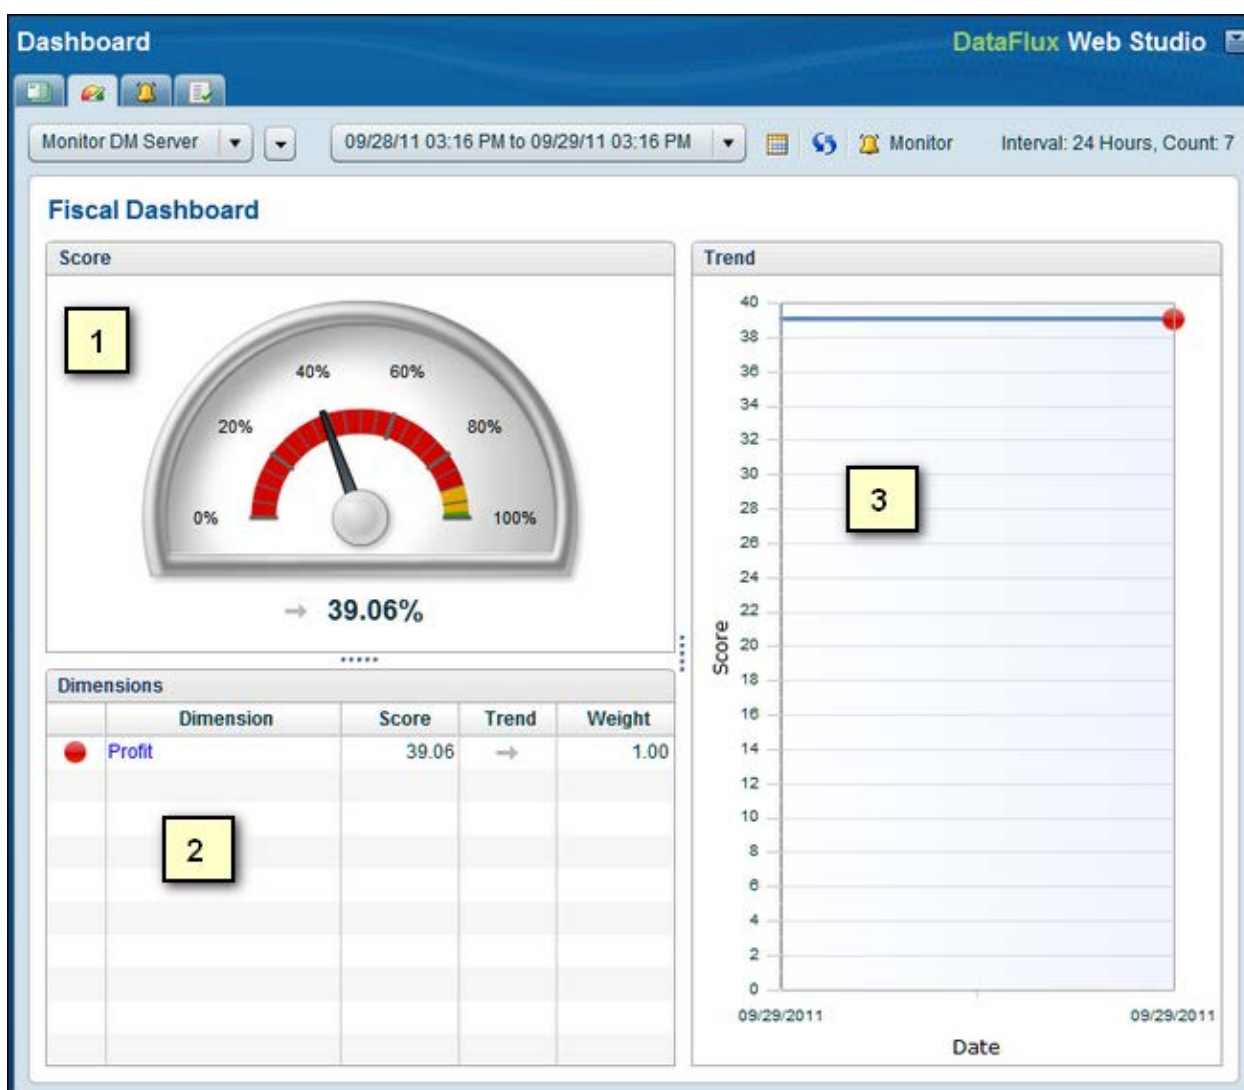 Dashboard
DataFlux Web Studio
Monitor DM Server
09/28/11 03:16 PM to 09/29/11 03:16 PM
Monitor
Interval: 24 Hours, Count: 7
Fiscal Dashboard
Score
1
0%
20%
40%
60%
80%
100%
39.06%
Dimensions
Dimension Score Trend Weight
Profit 39.06 1.00
2
Trend
40
38
36
34
32
30
28
26
24
22
20
18
16
14
12
10
8
6
4
2
0
Score
3
09/29/2011 09/29/2011
Date